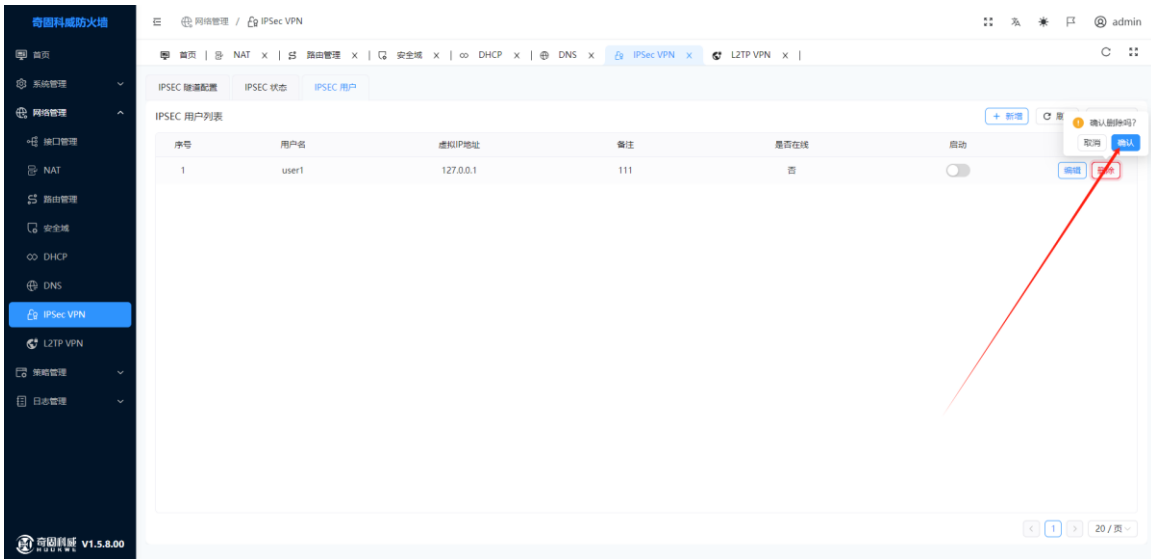 奇固科威防火墙
网络管理 / IPSec VPN
admin
首页 | NAT x | 路由管理 x | 安全域 x | DHCP x | DNS x IPSec VPN x L2TP VPN x |
首页
系统管理
网络管理
接口管理
NAT
路由管理
安全域
DHCP
DNS
IPSec VPN
L2TP VPN
策略管理
日志管理
奇固科威 V1.5.8.00
IPSEC 隧道配置 IPSEC 状态 IPSEC 用户
IPSEC 用户列表
+ 新增
确认删除吗?
取消 确认
序号 用户名 虚拟IP地址 备注 是否在线 启动
1 user1 127.0.0.1 111 否 编辑 删除
< 1 > 20 / 页